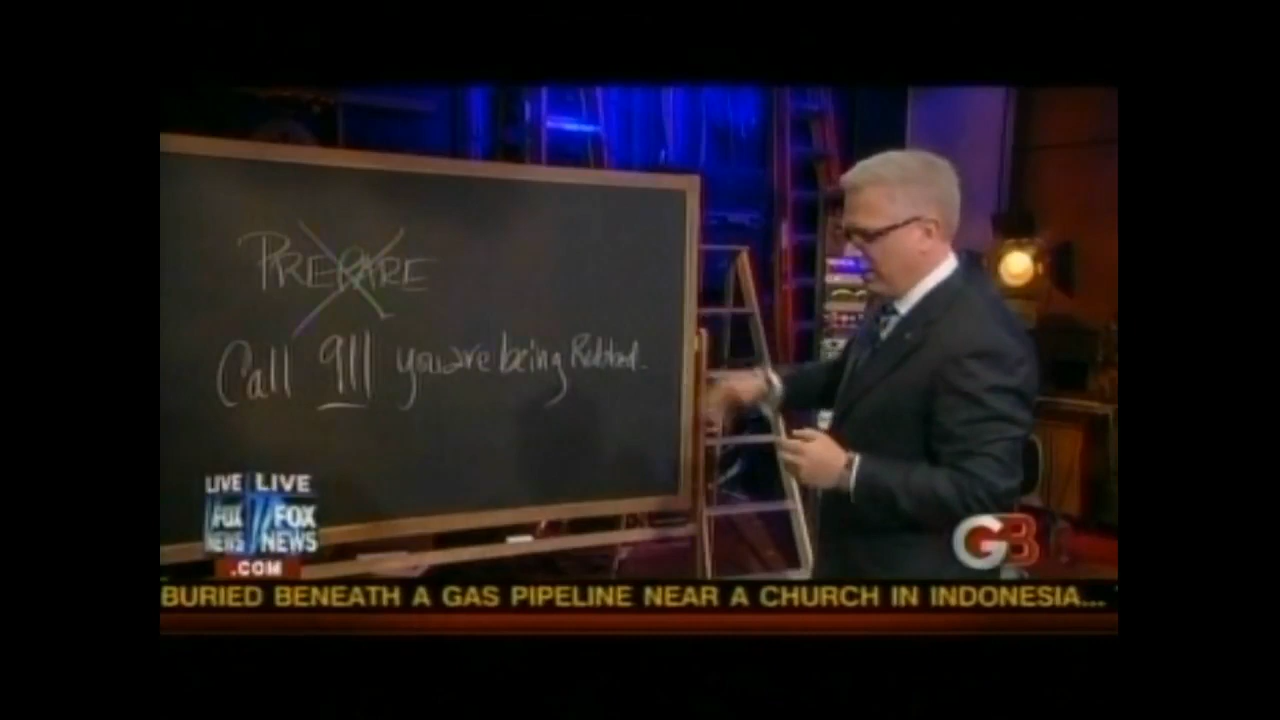 PREPARE
Call 911 you are being Robbed.
LIVE LIVE
FOX FOX
NEWS NEWS
.COM
GB
BURIED BENEATH A GAS PIPELINE NEAR A CHURCH IN INDONESIA...